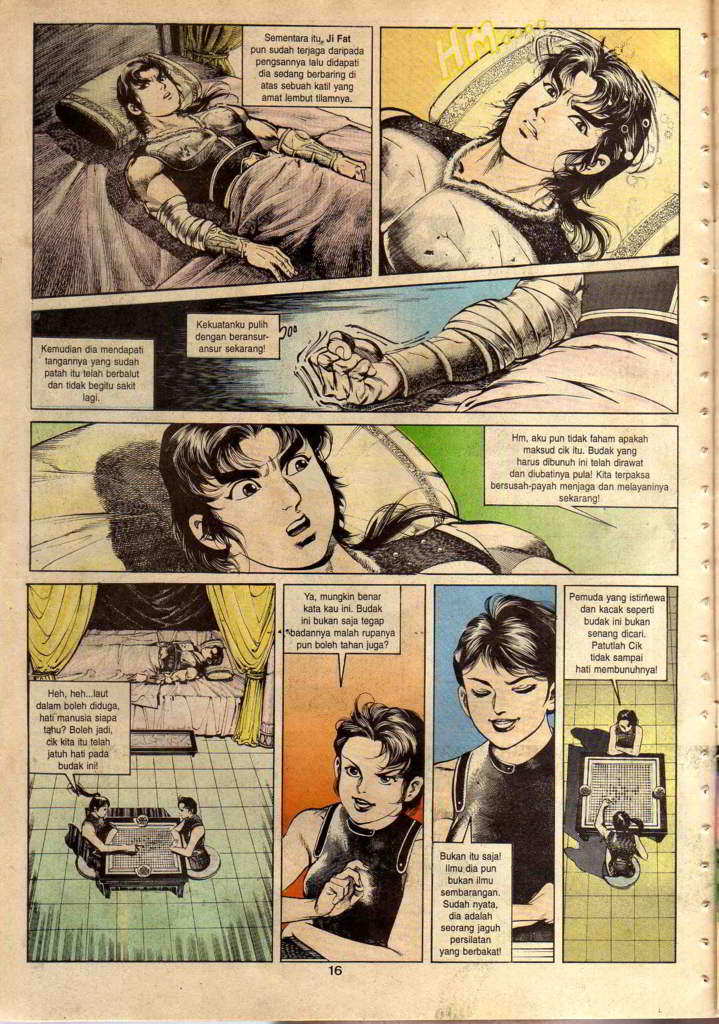 Sementara itu, Ji Fat
pun sudah terjaga daripada
pengsannya lalu didapati
dia sedang berbaring di
atas sebuah katil yang
amat lembut tilamnya.
HM....
Kemudian dia mendapati
tangannya yang sudah
patah itu telah berbalut
dan tidak begitu sakit
lagi.
Kekuatanku pulih
dengan beransur-
ansur sekarang!
Hm, aku pun tidak faham apakah
maksud cik itu. Budak yang
harus dibunuh ini telah dirawat
dan diubatinya pula! Kita terpaksa
bersusah-payah menjaga dan melayaninya
sekarang!
Heh, heh...laut
dalam boleh diduga,
hati manusia siapa
tahu? Boleh jadi,
cik kita itu telah
jatuh hati pada
budak ini!
Ya, mungkin benar
kata kau ini. Budak
ini bukan saja tegap
badannya malah rupanya
pun boleh tahan juga?
Bukan itu saja!
Ilmu dia pun
bukan ilmu
sembarangan.
Sudah nyata,
dia adalah
seorang jaguh
persilatan
yang berbakat!
Pemuda yang istimewa
dan kacak seperti
budak ini bukan
senang dicari.
Patutlah Cik
tidak sampai
hati membunuhnya!
16